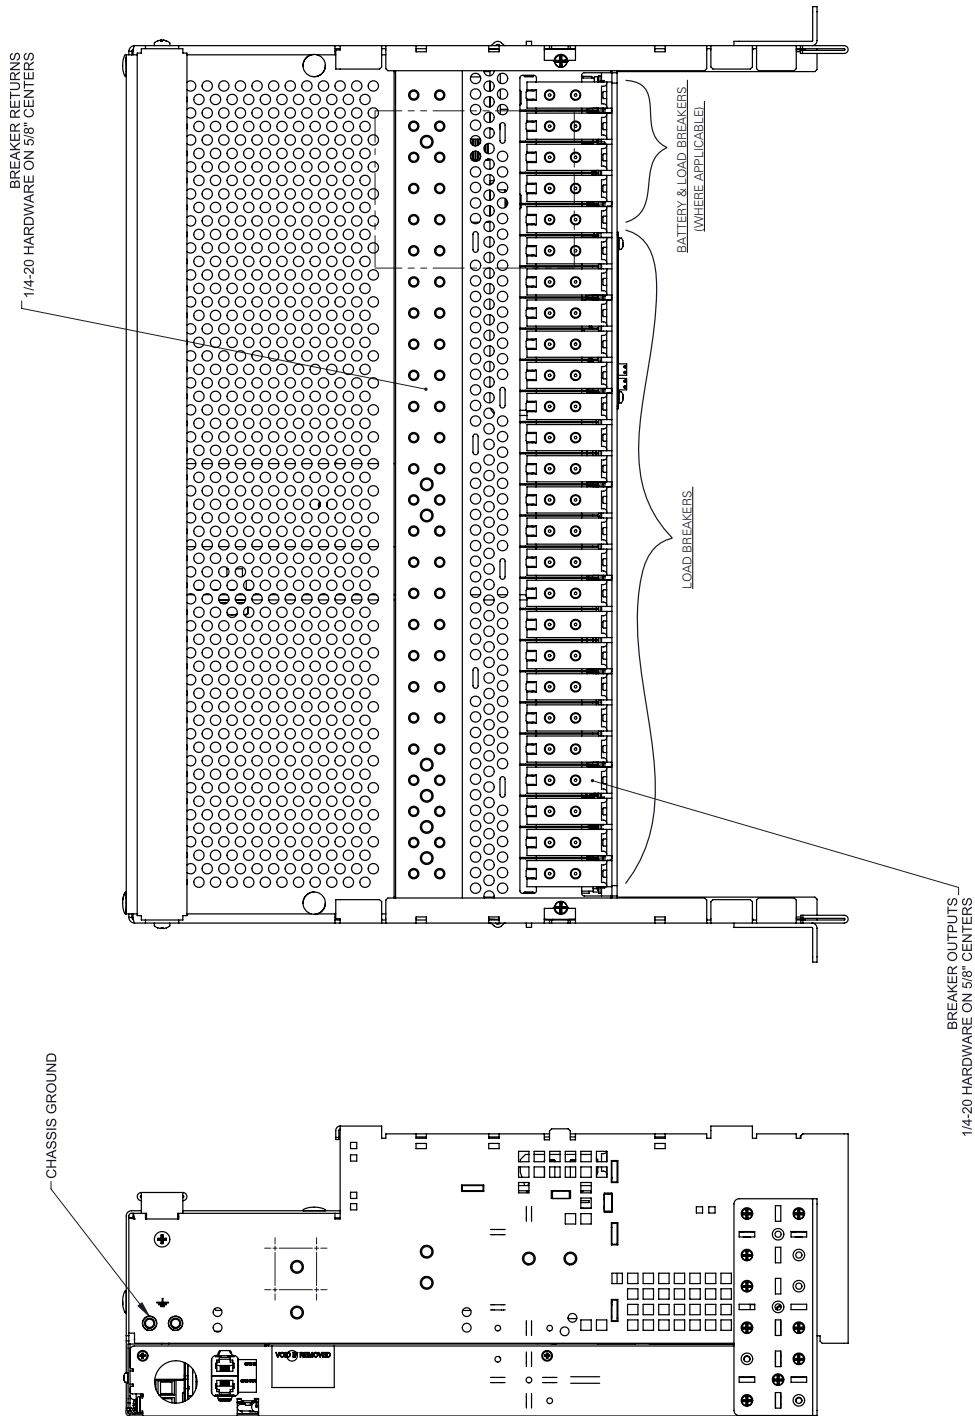 BREAKER RETURNS
1/4-20 HARDWARE ON 5/8" CENTERS
BATTERY & LOAD BREAKERS
(WHERE APPLICABLE)
LOAD BREAKERS
BREAKER OUTPUTS
1/4-20 HARDWARE ON 5/8" CENTERS
CHASSIS GROUND
VOID IF REMOVED